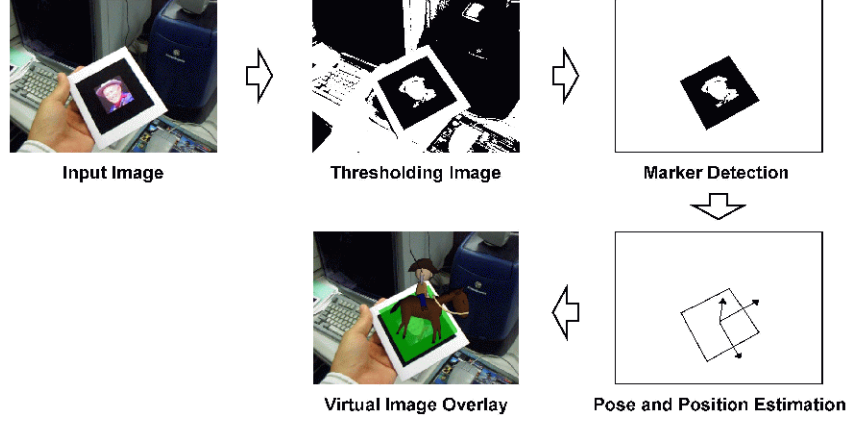 Input Image
Thresholding Image
Marker Detection
Virtual Image Overlay
Pose and Position Estimation